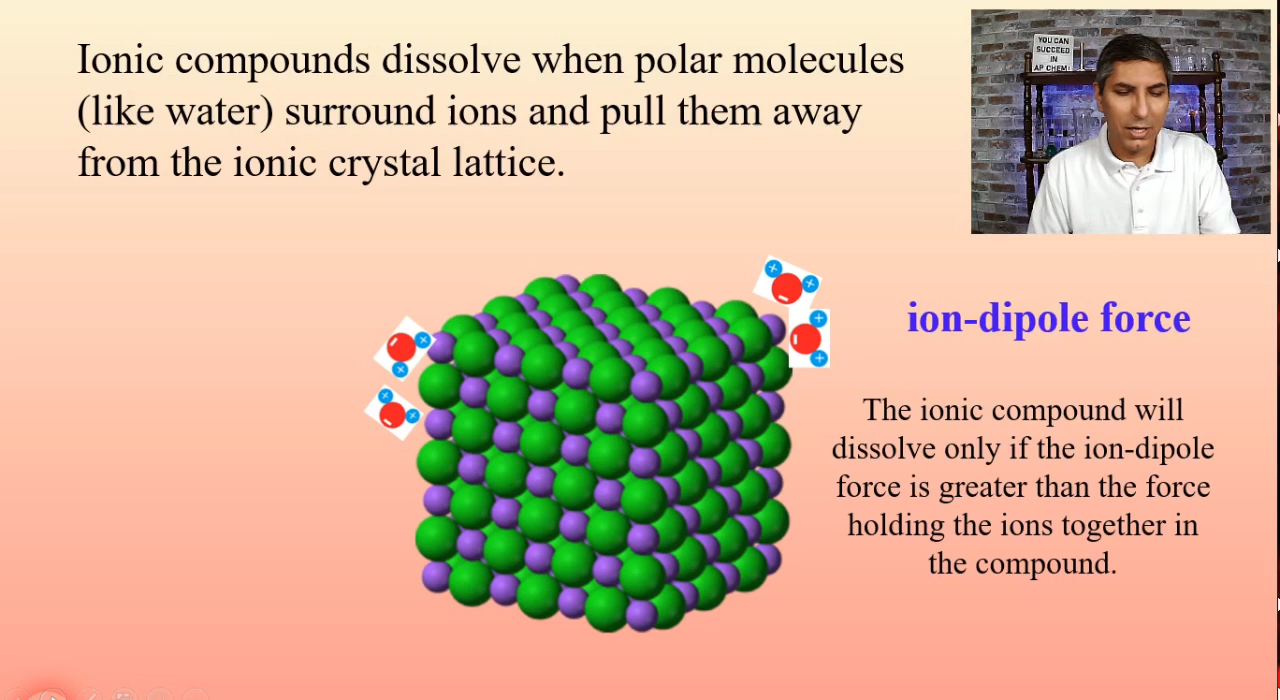 Ionic compounds dissolve when polar molecules
(like water) surround ions and pull them away
from the ionic crystal lattice.
YOU CAN
SUCCEED
IN
AP CHEM!
ion-dipole force
The ionic compound will
dissolve only if the ion-dipole
force is greater than the force
holding the ions together in
the compound.